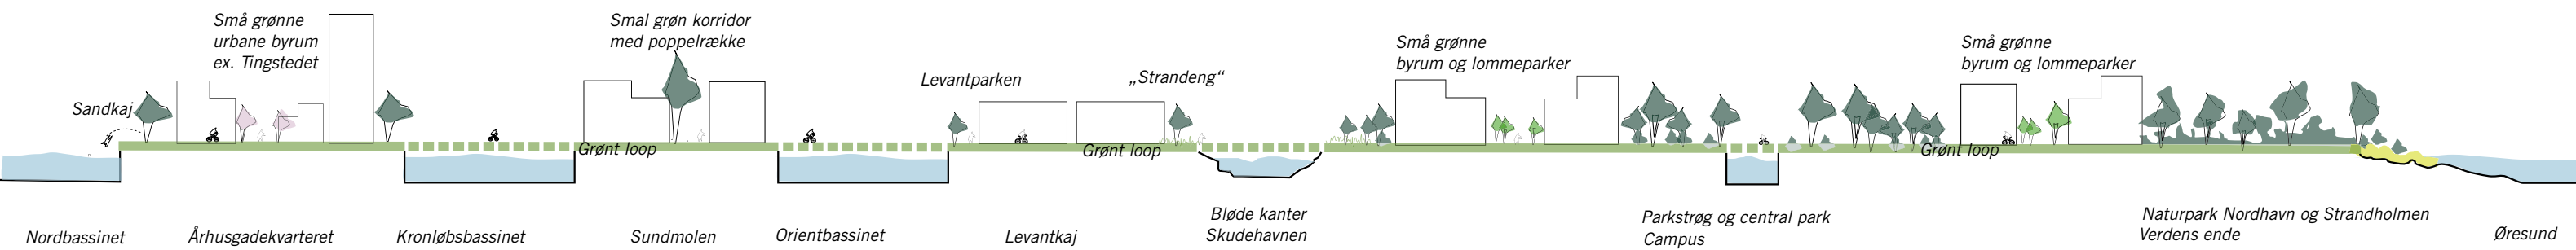 Små grønne
urbane byrum
ex. Tingstedet
Smal grøn korridor
med poppelrække
Små grønne
byrum og lommeparker
Små grønne
byrum og lommeparker
Sandkaj
Levantparken
„Strandeng“
Grønt loop
Grønt loop
Grønt loop
Nordbassinet
Århusgadekvarteret
Kronløbsbassinet
Sundmolen
Orientbassinet
Levantkaj
Bløde kanter
Skudehavnen
Parkstrøg og central park
Campus
Naturpark Nordhavn og Strandholmen
Verdens ende
Øresund